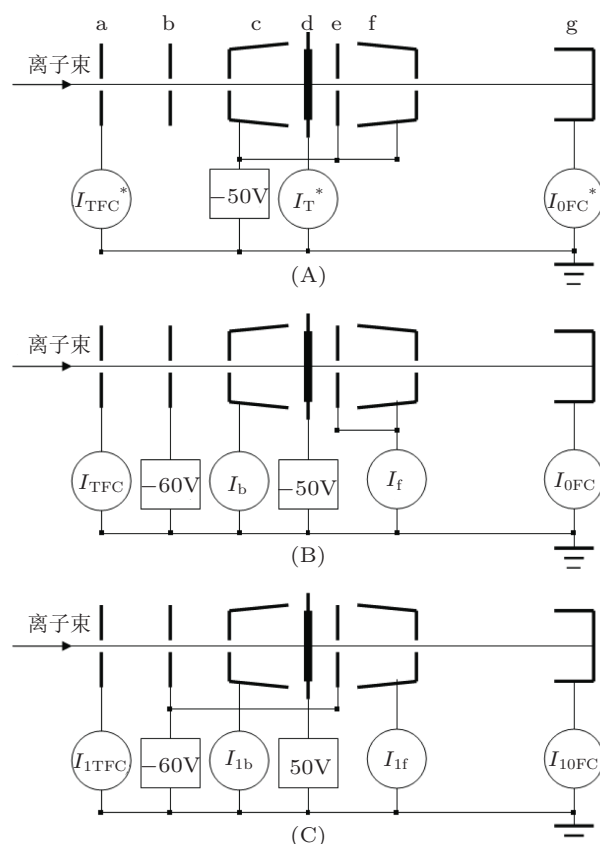 a b c d e f g
离子束
I_TFC* −50V I_T* I_0FC*
(A)
离子束
I_TFC −60V I_b −50V I_f I_0FC
(B)
离子束
I_1TFC −60V I_1b 50V I_1f I_10FC
(C)